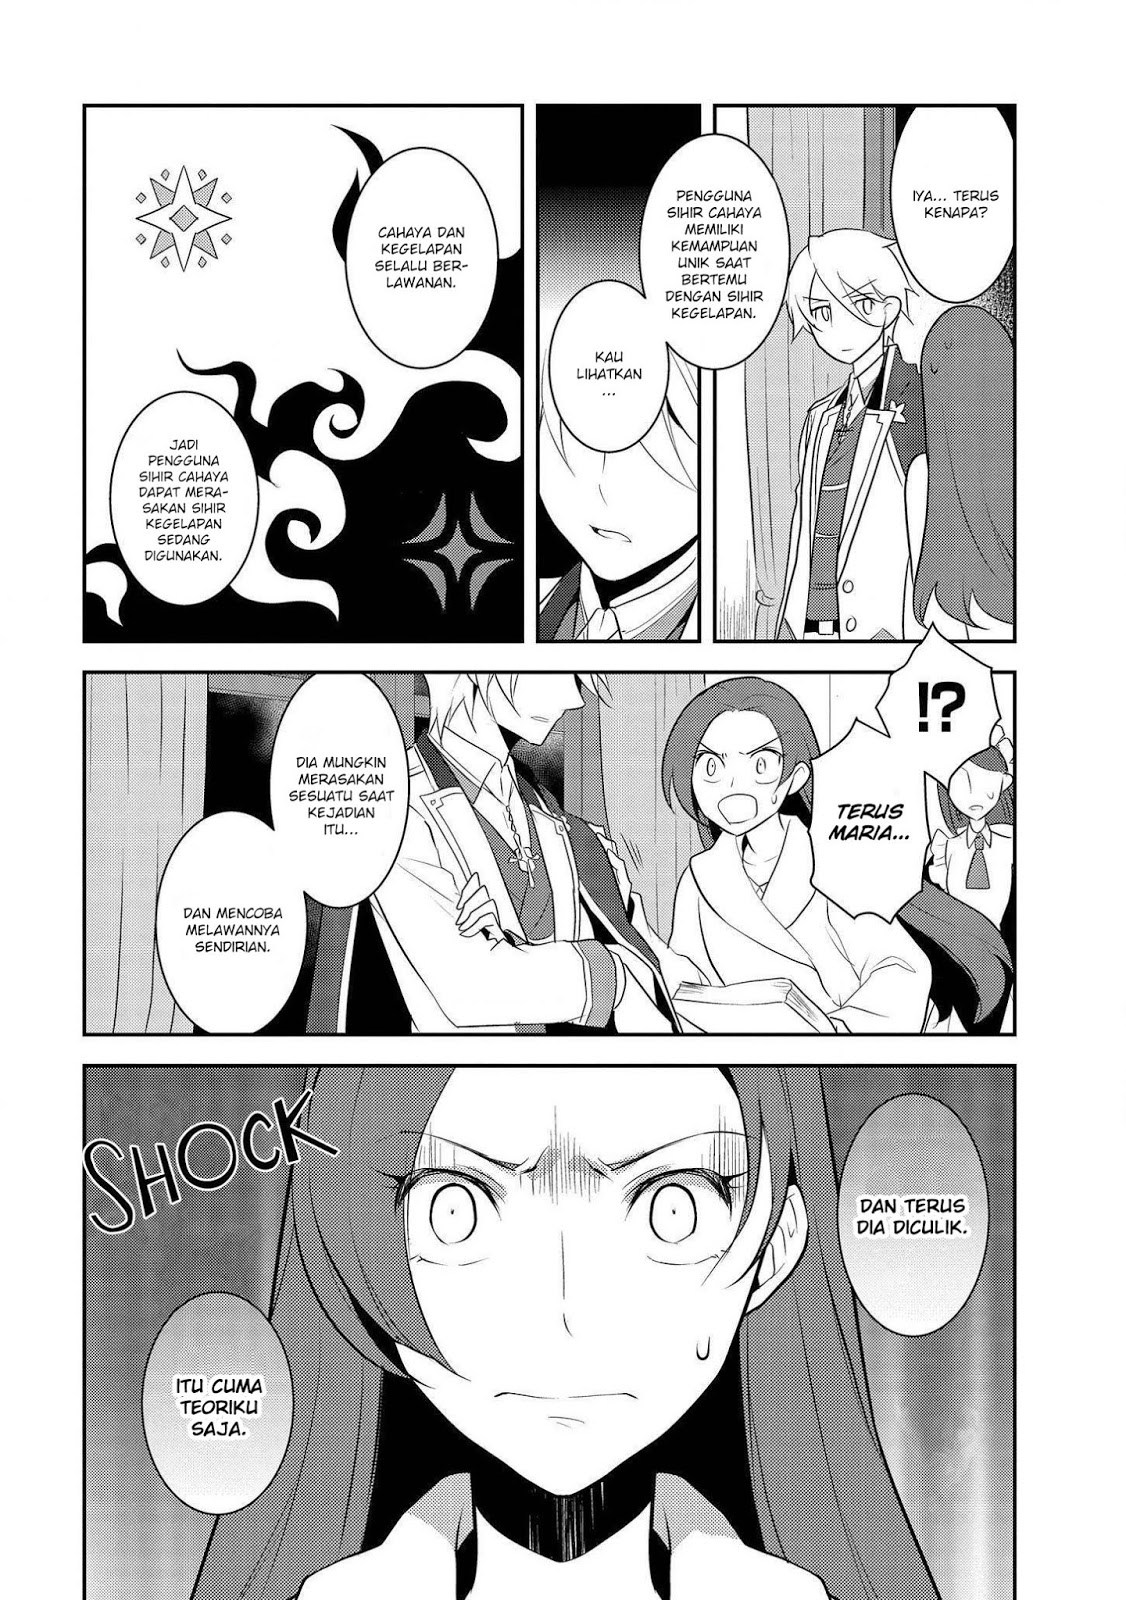 IYA... TERUS
KENAPA?
PENGGUNA
SIHIR CAHAYA
MEMILIKI
KEMAMPUAN
UNIK SAAT
BERTEMU
DENGAN SIHIR
KEGELAPAN.
KAU
LIHATKAN
...
CAHAYA DAN
KEGELAPAN
SELALU BER-
LAWANAN.
JADI
PENGGUNA
SIHIR CAHAYA
DAPAT MERA-
SAKAN SIHIR
KEGELAPAN
SEDANG
DIGUNAKAN.
!?
TERUS
MARIA...
DIA MUNGKIN
MERASAKAN
SESUATU SAAT
KEJADIAN
ITU...
DAN MENCOBA
MELAWANNYA
SENDIRIAN.
DAN TERUS
DIA DICULIK.
SHOCK
ITU CUMA
TEORIKU
SAJA.